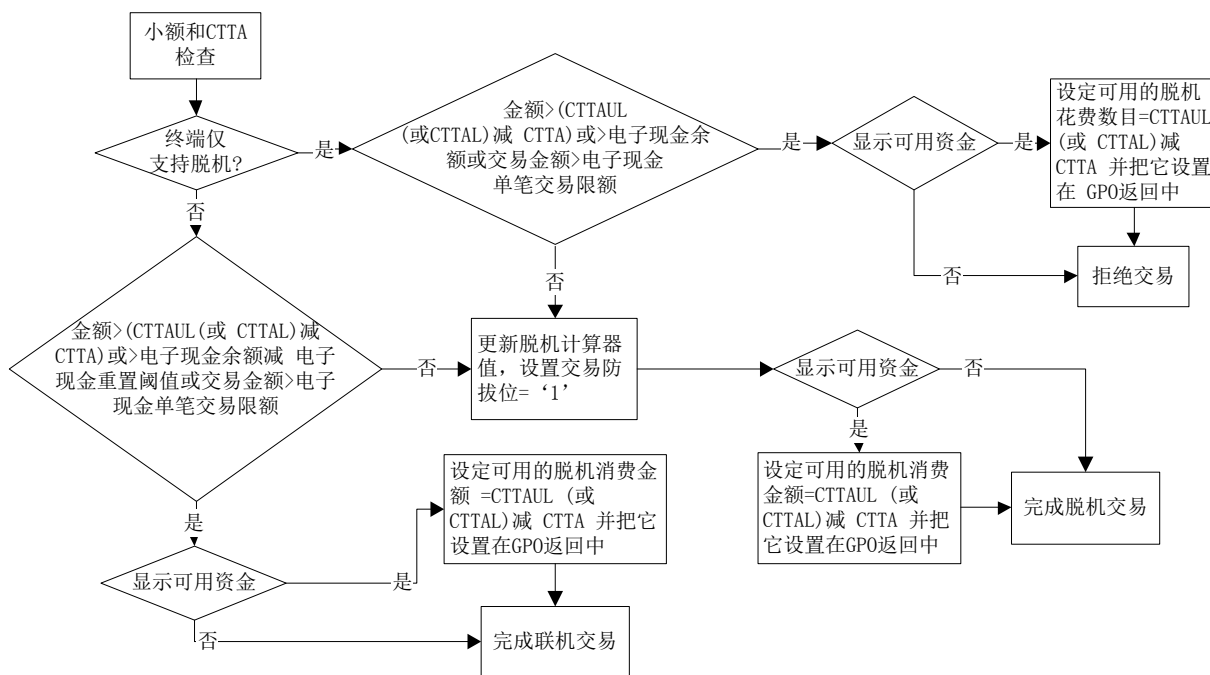 小额和CTTA
检查
终端仅
支持脱机?
是
金额>(CTTAUL
(或CTTAL)减 CTTA)或>电子现金余
额或交易金额>电子现金
单笔交易限额
是
显示可用资金
是
设定可用的脱机
花费数目=CTTAUL
(或 CTTAL)减
CTTA 并把它设置
在 GPO返回中
否
拒绝交易
否
否
金额>(CTTAUL(或 CTTAL)减
CTTA)或>电子现金余额减 电子
现金重置阈值或交易金额>电子
现金单笔交易限额
否
更新脱机计算器
值，设置交易防
拔位= ‘1’
显示可用资金
否
是
设定可用的脱机消费
金额=CTTAUL (或
CTTAL)减 CTTA 并把
它设置在GPO返回中
完成脱机交易
是
显示可用资金
是
设定可用的脱机消费金
额 =CTTAUL (或
CTTAL)减 CTTA 并把它
设置在GPO返回中
否
完成联机交易